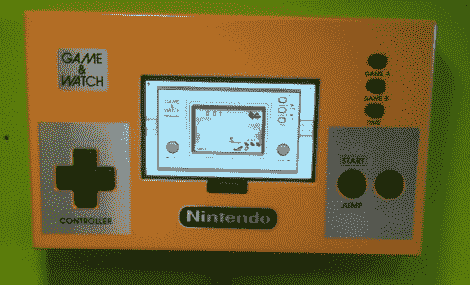 GAME
&
WATCH
GAME A
GAME B
TIME
START
JUMP
CONTROLLER
Nintendo